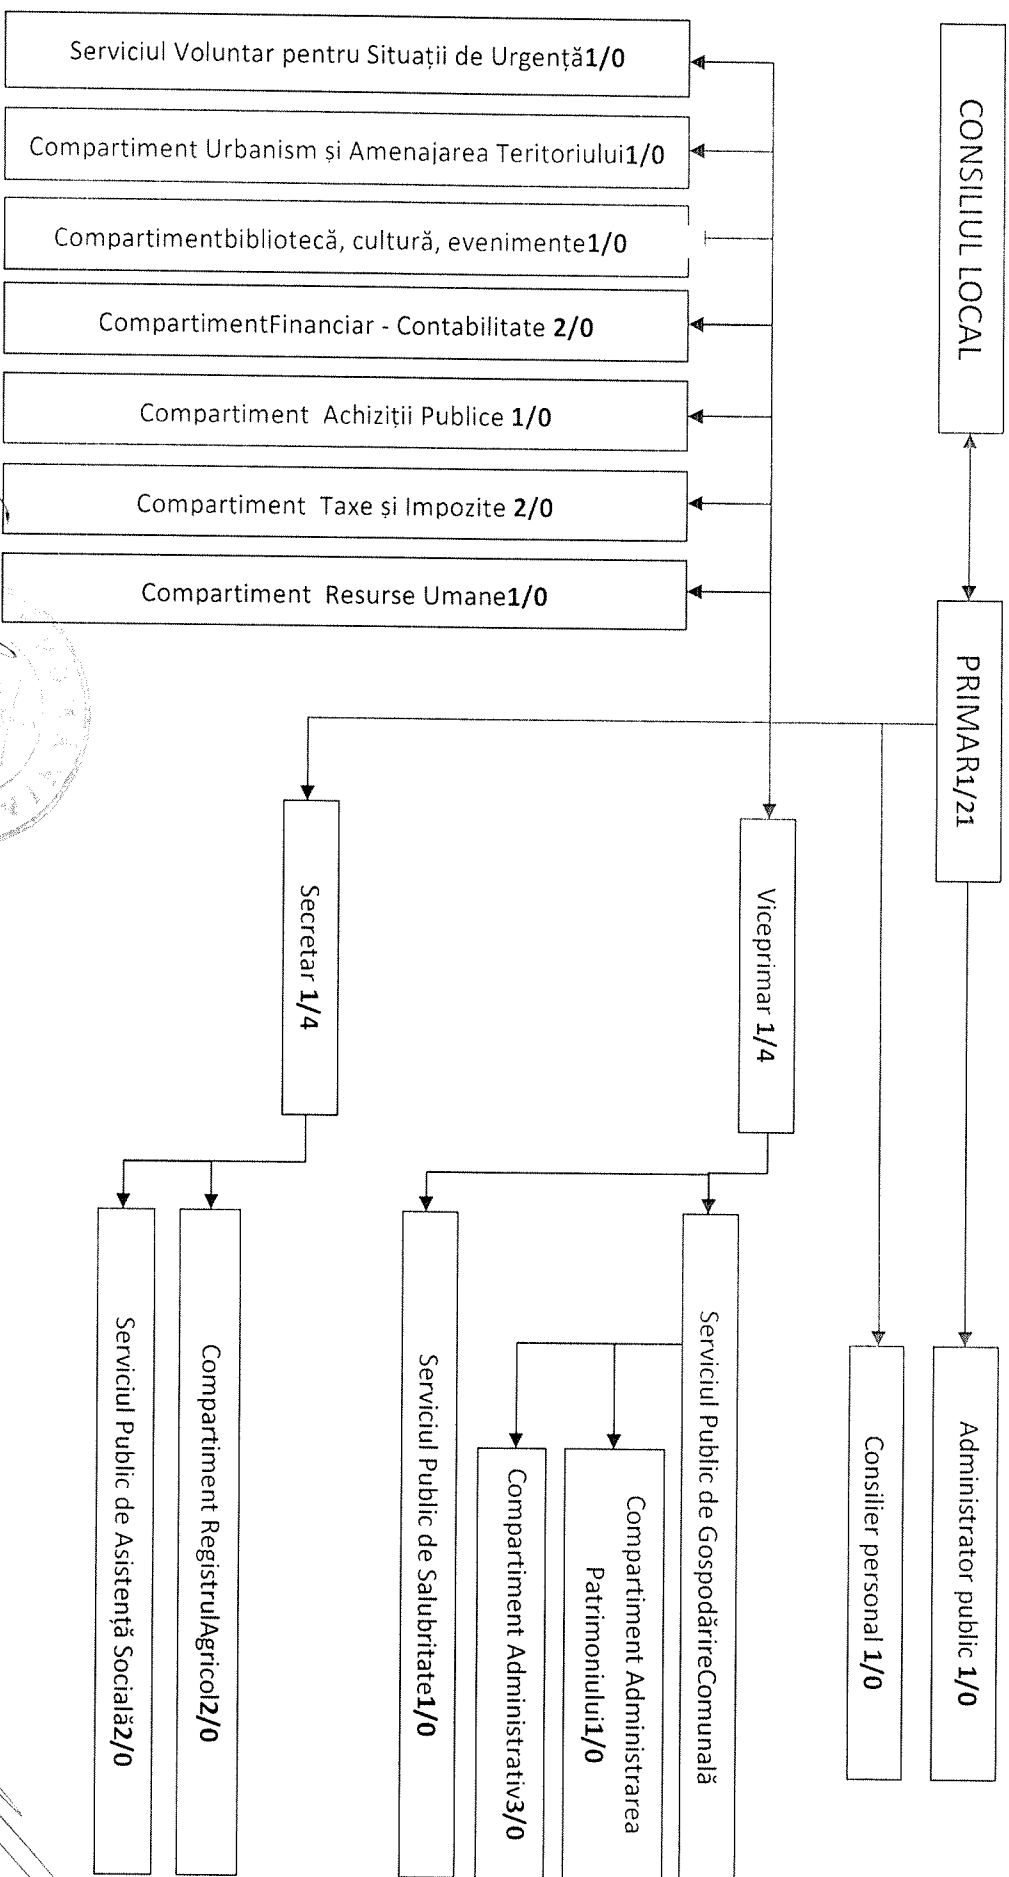 CONSILIUL LOCAL
PRIMAR1/21
Administrator public 1/0
Consilier personal 1/0
Viceprimar 1/4
Serviciul Public de GospodărireComunală
Compartiment Administrarea
Patrimoniului1/0
Compartiment Administrativ3/0
Serviciul Public de Salubritate1/0
Secretar 1/4
Compartiment RegistrulAgricol2/0
Serviciul Public de Asistență Socială2/0
Serviciul Voluntar pentru Situații de Urgență1/0
Compartiment Urbanism și Amenajarea Teritoriului1/0
Compartimentbibliotecă, cultură, evenimente1/0
CompartimentFinanciar - Contabilitate 2/0
Compartiment Achiziții Publice 1/0
Compartiment Taxe și Impozite 2/0
Compartiment Resurse Umane1/0